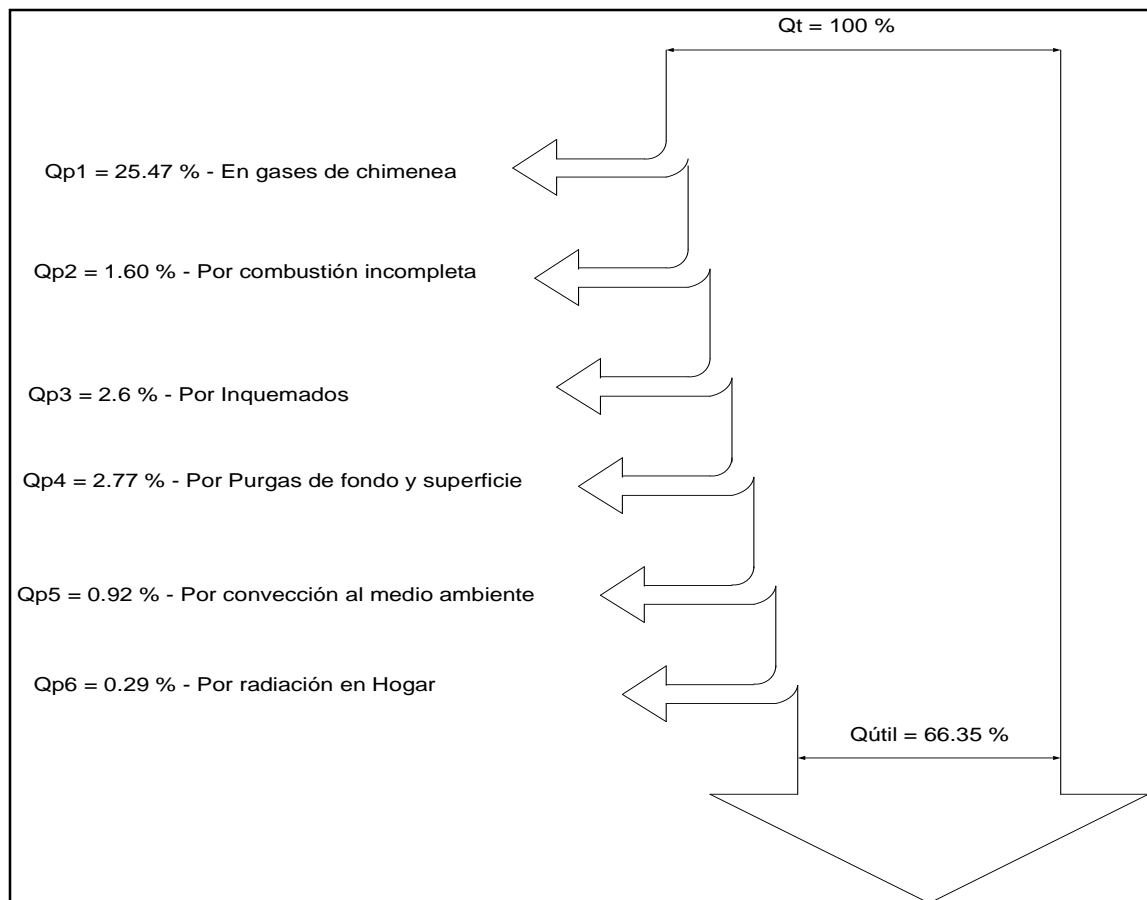 Qt = 100 %
Qp1 = 25.47 % - En gases de chimenea
Qp2 = 1.60 % - Por combustión incompleta
Qp3 = 2.6 % - Por Inquemados
Qp4 = 2.77 % - Por Purgas de fondo y superficie
Qp5 = 0.92 % - Por convección al medio ambiente
Qp6 = 0.29 % - Por radiación en Hogar
Qútil = 66.35 %